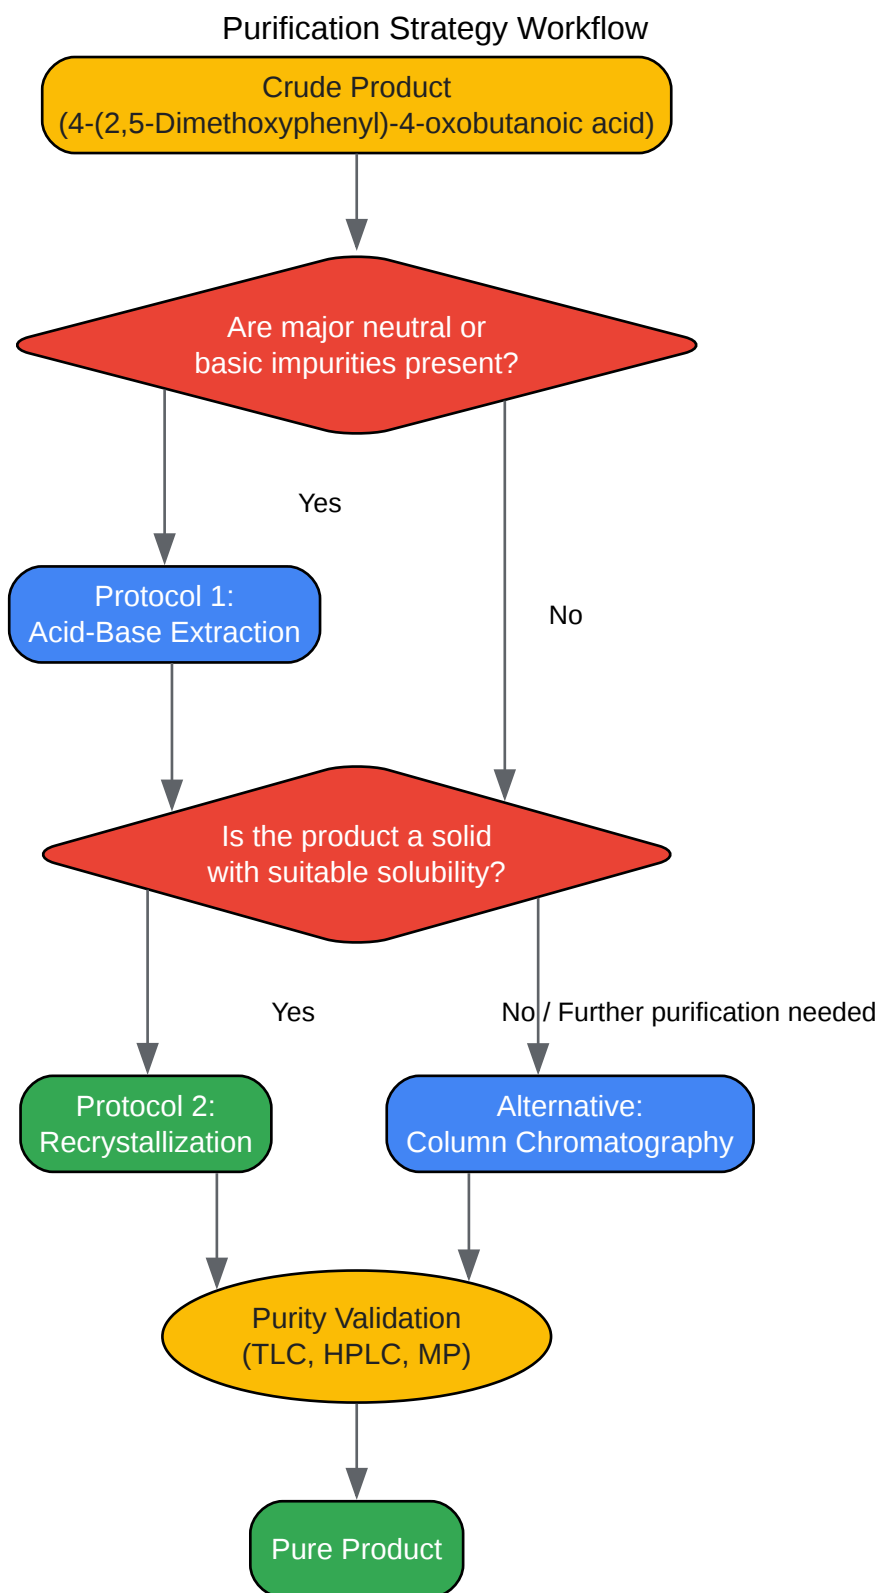 Purification Strategy Workflow
Crude Product
(4-(2,5-Dimethoxyphenyl)-4-oxobutanoic acid)
Are major neutral or
basic impurities present?
Yes
Protocol 1:
Acid-Base Extraction
No
Is the product a solid
with suitable solubility?
Yes
No / Further purification needed
Protocol 2:
Recrystallization
Alternative:
Column Chromatography
Purity Validation
(TLC, HPLC, MP)
Pure Product